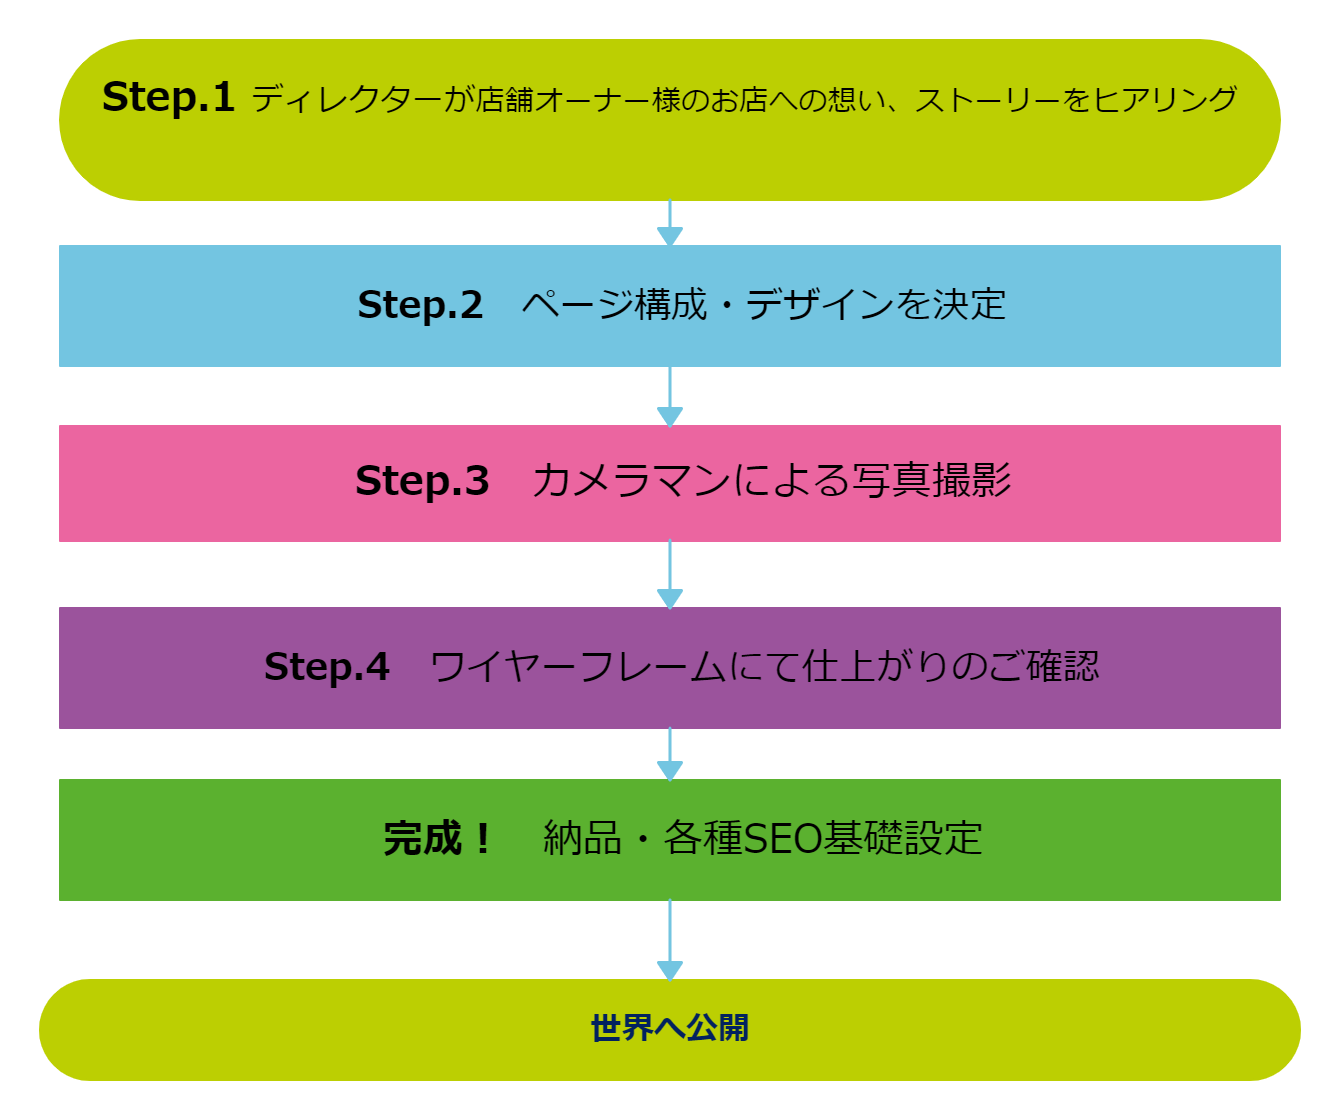 Step.1 ディレクターが店舗オーナー様のお店への想い、ストーリーをヒアリング
Step.2　ページ構成・デザインを決定
Step.3　カメラマンによる写真撮影
Step.4　ワイヤーフレームにて仕上がりのご確認
完成！　納品・各種SEO基礎設定
世界へ公開